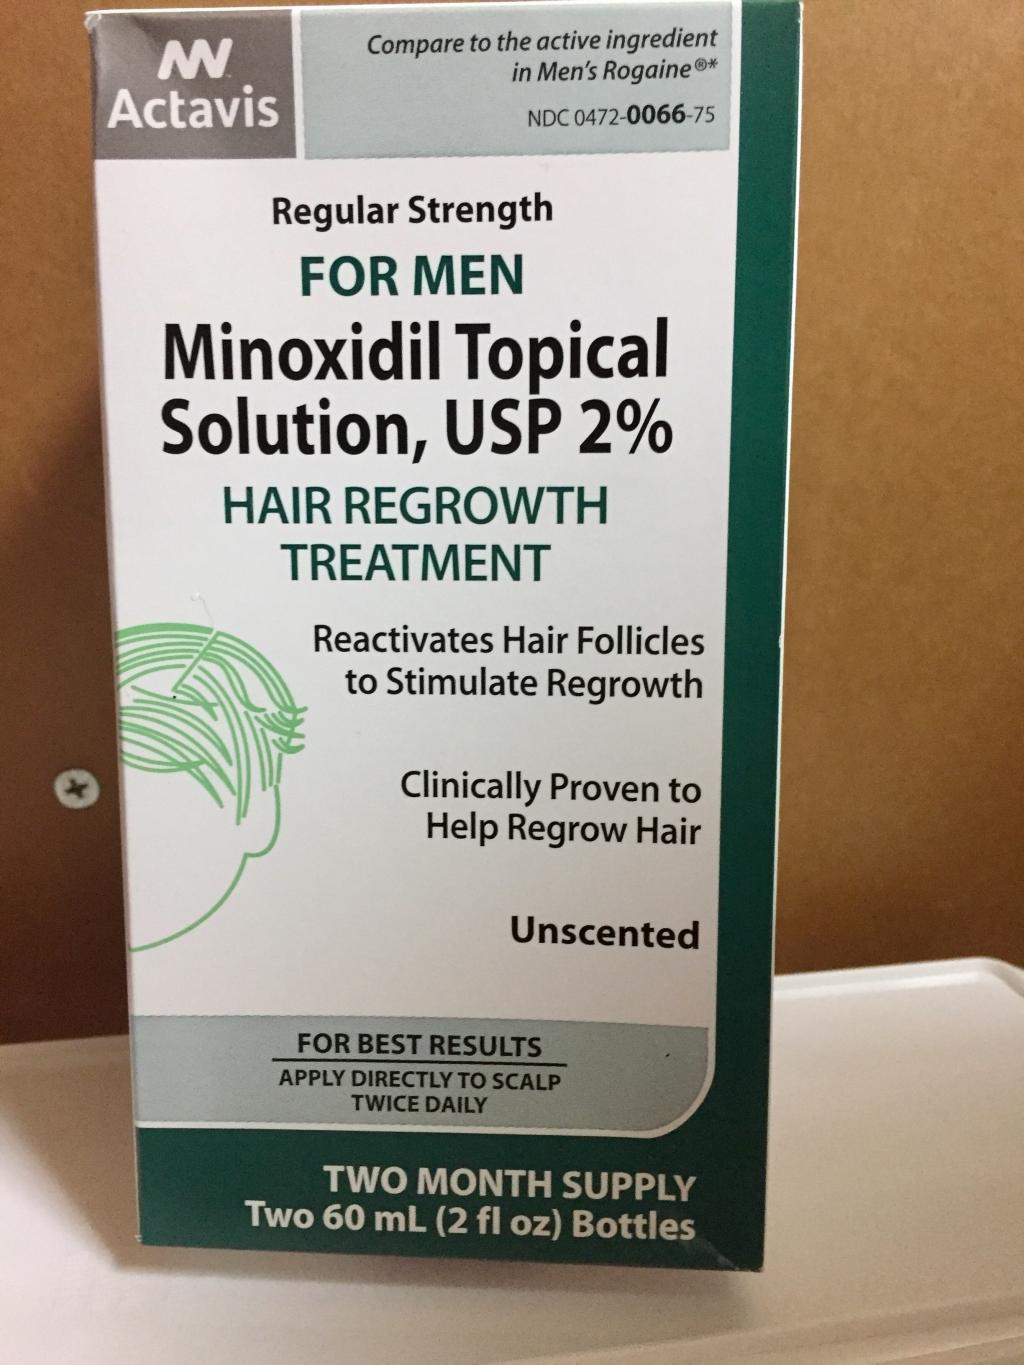 Actavis
Compare to the active ingredient
in Men's Rogaine®*
NDC 0472-0066-75
Regular Strength
FOR MEN
Minoxidil Topical
Solution, USP 2%
HAIR REGROWTH
TREATMENT
Reactivates Hair Follicles
to Stimulate Regrowth
Clinically Proven to
Help Regrow Hair
Unscented
FOR BEST RESULTS
APPLY DIRECTLY TO SCALP
TWICE DAILY
TWO MONTH SUPPLY
Two 60 mL (2 fl oz) Bottles